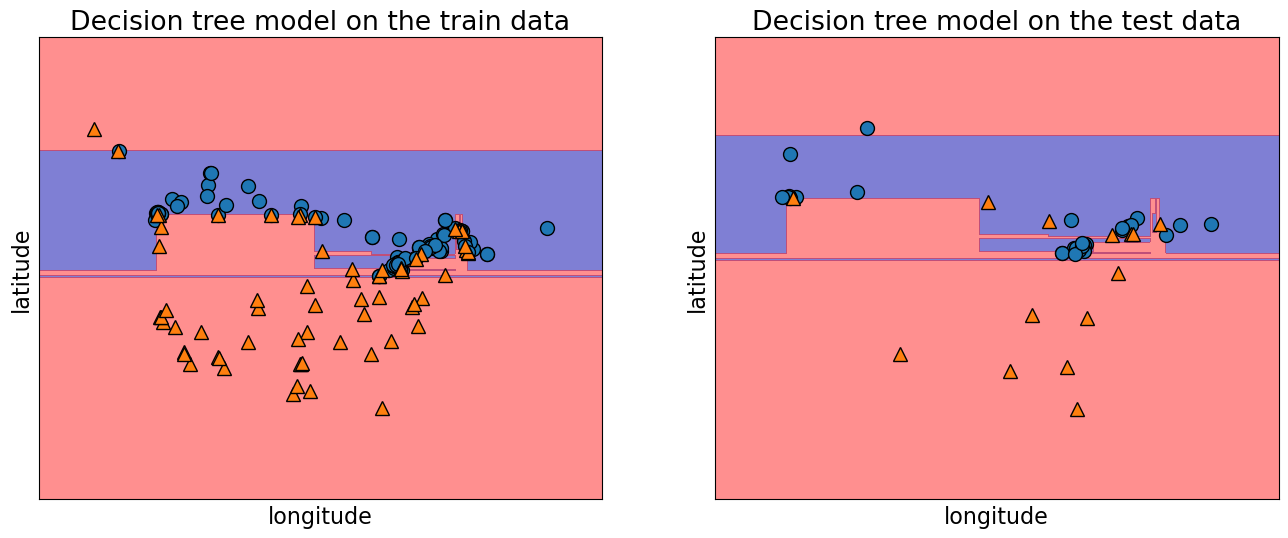 Decision tree model on the train data
Decision tree model on the test data
latitude
latitude
longitude
longitude